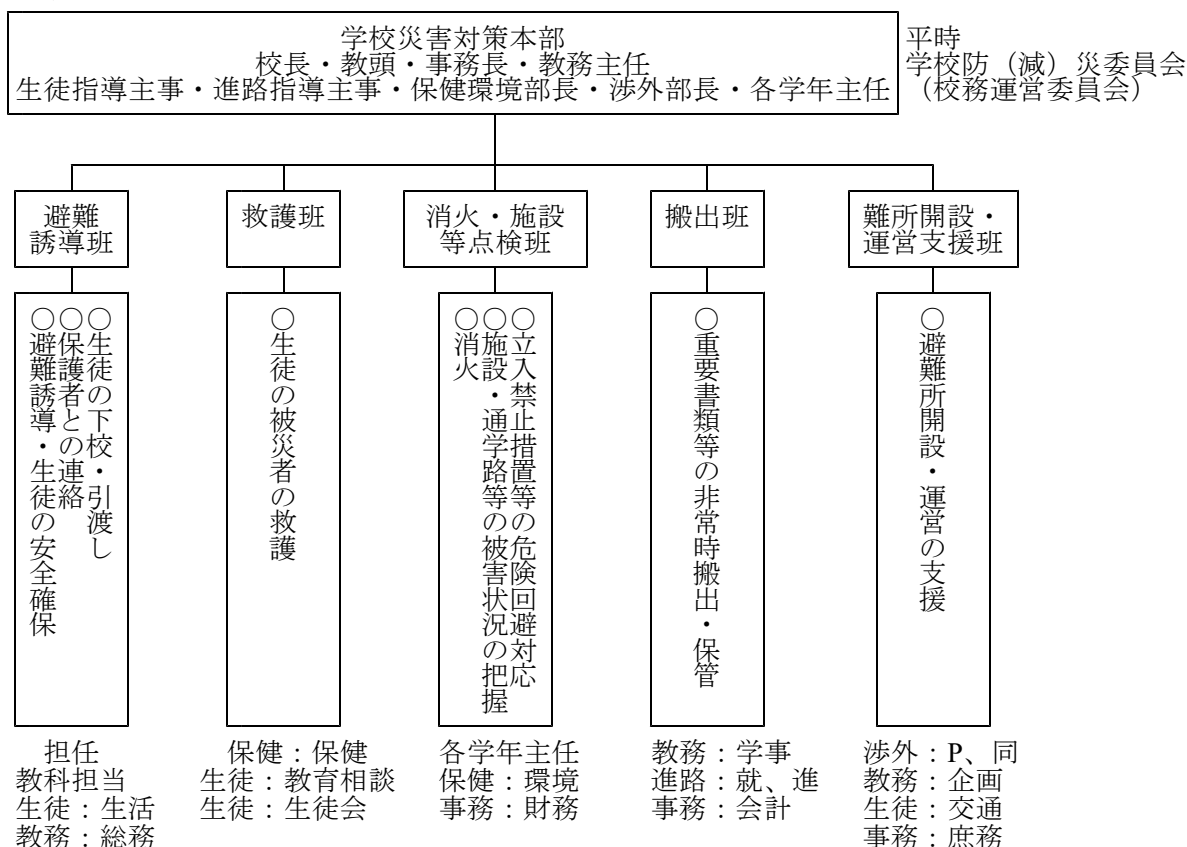 学校災害対策本部
校長・教頭・事務長・教務主任
生徒指導主事・進路指導主事・保健環境部長・渉外部長・各学年主任
平時
学校防（減）災委員会
（校務運営委員会）
避難
誘導班
救護班
消火・施設
等点検班
搬出班
難所開設・
運営支援班
○生徒の下校・引渡し
○保護者との連絡
○避難誘導・生徒の安全確保
○生徒の被災者の救護
○立入禁止措置等の危険回避対応
○施設・通学路等の被害状況の把握
○消火
○重要書類等の非常時搬出・保管
○避難所開設・運営の支援
担任
教科担当
生徒：生活
教務：総務
保健：保健
生徒：教育相談
生徒：生徒会
各学年主任
保健：環境
事務：財務
教務：学事
進路：就、進
事務：会計
渉外：P、同
教務：企画
生徒：交通
事務：庶務